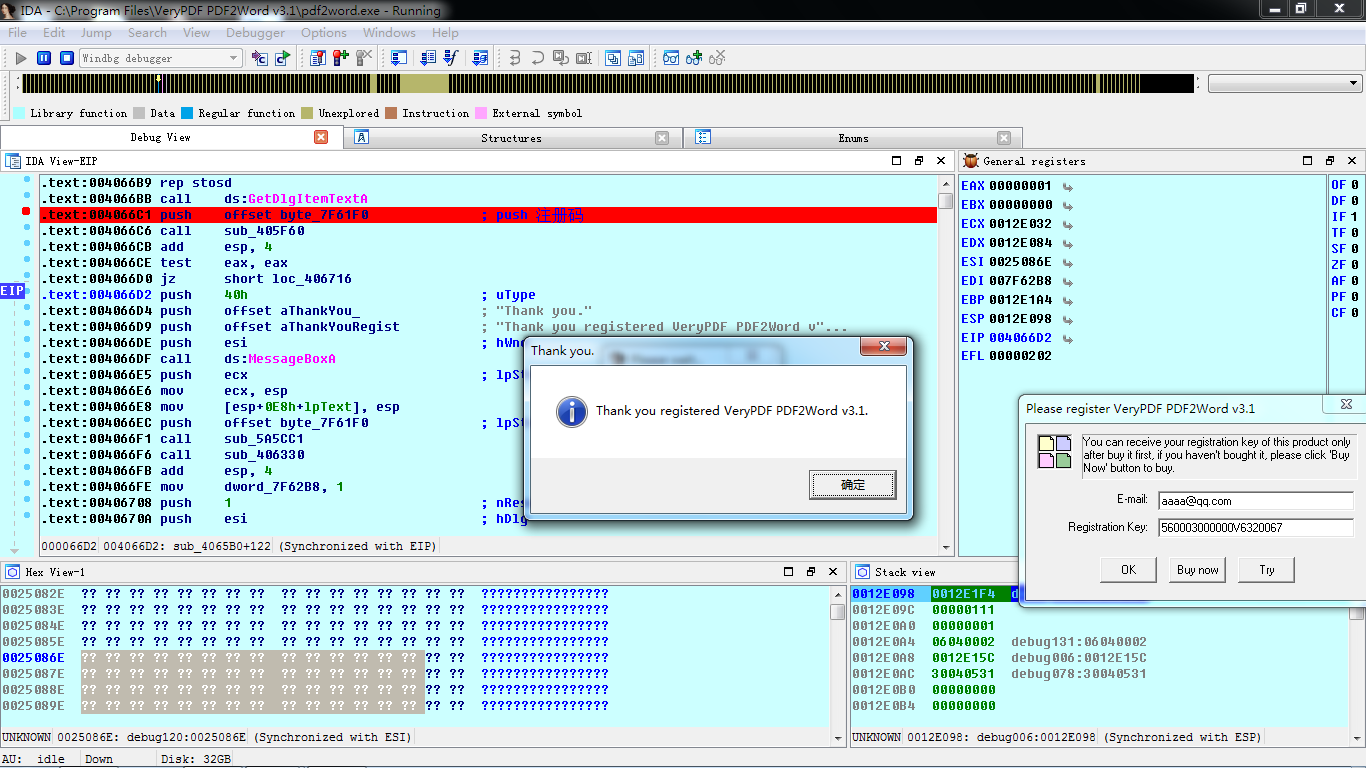 IDA - C:\Program Files\VeryPDF PDF2Word v3.1\pdf2word.exe - Running
File Edit Jump Search View Debugger Options Windows Help
Windbg debugger
Library function Data Regular function Unexplored Instruction External symbol
Debug View Structures Enums
IDA View-EIP
.text:004066B9 rep stosd
.text:004066BB call ds:GetDlgItemTextA
.text:004066C1 push offset byte_7F61F0 ; push 注册码
.text:004066C6 call sub_405F60
.text:004066CB add esp, 4
.text:004066CE test eax, eax
.text:004066D0 jz short loc_406716
EIP
.text:004066D2 push 40h ; uType
.text:004066D4 push offset aThankYou_ ; "Thank you."
.text:004066D9 push offset aThankYouRegist ; "Thank you registered VeryPDF PDF2Word v"...
.text:004066DE push esi ; hWnd
.text:004066DF call ds:MessageBoxA
.text:004066E5 push ecx ; lpSt
.text:004066E6 mov ecx, esp
.text:004066E8 mov [esp+0E8h+lpText], esp
.text:004066EC push offset byte_7F61F0 ; lpSt
.text:004066F1 call sub_5A5CC1
.text:004066F6 call sub_406330
.text:004066FB add esp, 4
.text:004066FE mov dword_7F62B8, 1
.text:00406708 push 1 ; nRes
.text:0040670A push esi ; hDlg
000066D2 004066D2: sub_4065B0+122 (Synchronized with EIP)
General registers
EAX 00000001
EBX 00000000
ECX 0012E032
EDX 0012E084
ESI 0025086E
EDI 007F62B8
EBP 0012E1A4
ESP 0012E098
EIP 004066D2
EFL 00000202
OF 0
DF 0
IF 1
TF 0
SF 0
ZF 0
AF 0
PF 0
CF 0
Thank you.
Thank you registered VeryPDF PDF2Word v3.1.
确定
Please register VeryPDF PDF2Word v3.1
You can receive your registration key of this product only
after buy it first, if you haven't bought it, please click 'Buy
Now' button to buy.
E-mail: aaaa@qq.com
Registration Key: 560003000000V6320067
OK Buy now Try
Hex View-1
0025082E ?? ?? ?? ?? ?? ?? ?? ?? ?? ?? ?? ?? ?? ?? ?? ?? ????????????????
0025083E ?? ?? ?? ?? ?? ?? ?? ?? ?? ?? ?? ?? ?? ?? ?? ?? ????????????????
0025084E ?? ?? ?? ?? ?? ?? ?? ?? ?? ?? ?? ?? ?? ?? ?? ?? ????????????????
0025085E ?? ?? ?? ?? ?? ?? ?? ?? ?? ?? ?? ?? ?? ?? ?? ?? ????????????????
0025086E ?? ?? ?? ?? ?? ?? ?? ?? ?? ?? ?? ?? ?? ?? ?? ?? ????????????????
0025087E ?? ?? ?? ?? ?? ?? ?? ?? ?? ?? ?? ?? ?? ?? ?? ?? ????????????????
0025088E ?? ?? ?? ?? ?? ?? ?? ?? ?? ?? ?? ?? ?? ?? ?? ?? ????????????????
0025089E ?? ?? ?? ?? ?? ?? ?? ?? ?? ?? ?? ?? ?? ?? ?? ?? ????????????????
UNKNOWN 0025086E: debug120:0025086E (Synchronized with ESI)
Stack view
0012E098 0012E1F4 d
0012E09C 00000111
0012E0A0 00000001
0012E0A4 06040002 debug131:06040002
0012E0A8 0012E15C debug006:0012E15C
0012E0AC 30040531 debug078:30040531
0012E0B0 00000000
0012E0B4 00000000
UNKNOWN 0012E098: debug006:0012E098 (Synchronized with ESP)
AU: idle Down Disk: 32GB